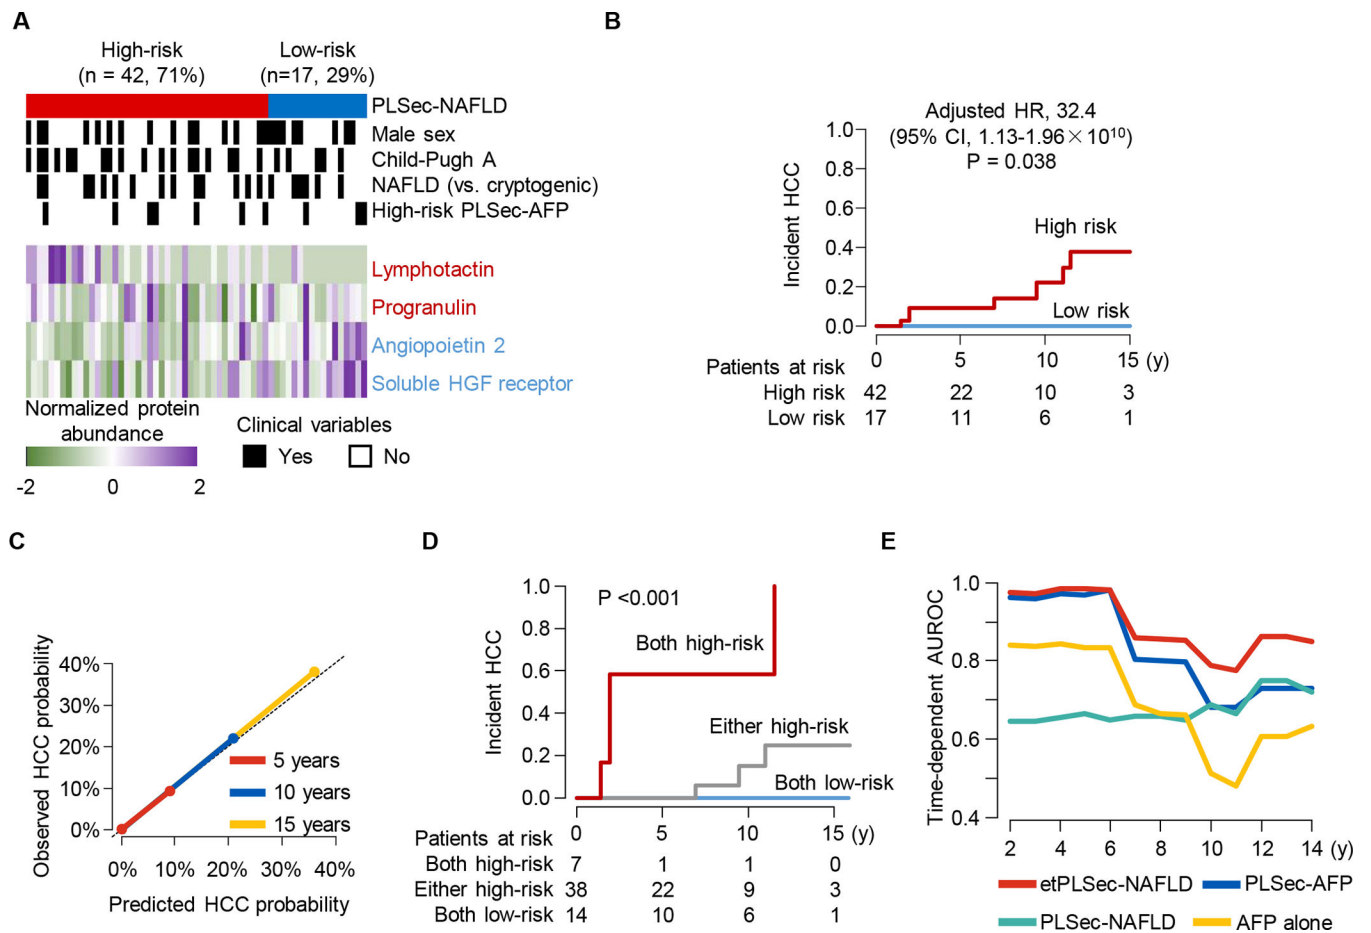 A
High-risk
(n = 42, 71%)
Low-risk
(n=17, 29%)
PLSec-NAFLD
Male sex
Child-Pugh A
NAFLD (vs. cryptogenic)
High-risk PLSec-AFP
Lymphotactin
Progranulin
Angiopoietin 2
Soluble HGF receptor
Normalized protein
abundance
-2 0 2
Clinical variables
Yes No
B
Adjusted HR, 32.4
(95% CI, 1.13-1.96×10¹⁰)
P = 0.038
Incident HCC
1.0
0.8
0.6
0.4
0.2
0.0
High risk
Low risk
0 5 10 15 (y)
Patients at risk
High risk 42 22 10 3
Low risk 17 11 6 1
C
Observed HCC probability
40%
30%
20%
10%
0%
5 years
10 years
15 years
0% 10% 20% 30% 40%
Predicted HCC probability
D
Incident HCC
1.0
0.8
0.6
0.4
0.2
0.0
P <0.001
Both high-risk
Either high-risk
Both low-risk
0 5 10 15 (y)
Patients at risk
Both high-risk 7 1 1 0
Either high-risk 38 22 9 3
Both low-risk 14 10 6 1
E
Time-dependent AUROC
1.0
0.8
0.6
0.4
2 4 6 8 10 12 14 (y)
etPLSec-NAFLD PLSec-AFP
PLSec-NAFLD AFP alone